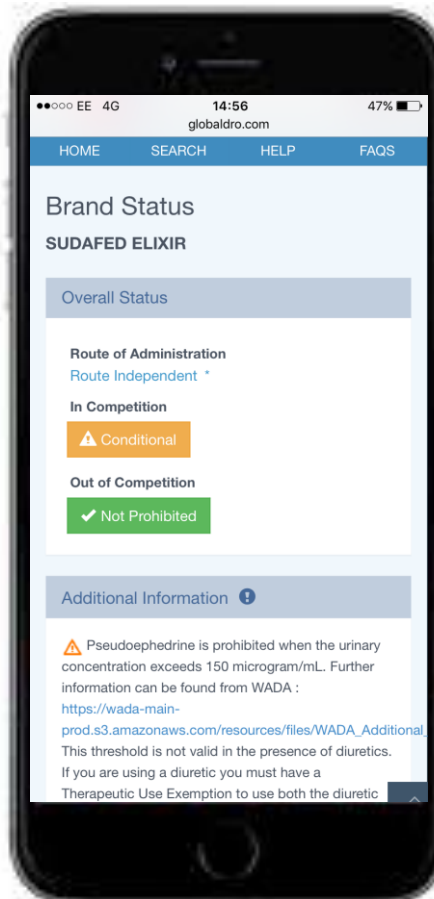 EE 4G 14:56 47%
globaldro.com
HOME SEARCH HELP FAQS
Brand Status
SUDAFED ELIXIR
Overall Status
Route of Administration
Route Independent *
In Competition
Conditional
Out of Competition
Not Prohibited
Additional Information
Pseudoephedrine is prohibited when the urinary
concentration exceeds 150 microgram/mL. Further
information can be found from WADA :
https://wada-main-
prod.s3.amazonaws.com/resources/files/WADA_Additional_
This threshold is not valid in the presence of diuretics.
If you are using a diuretic you must have a
Therapeutic Use Exemption to use both the diuretic